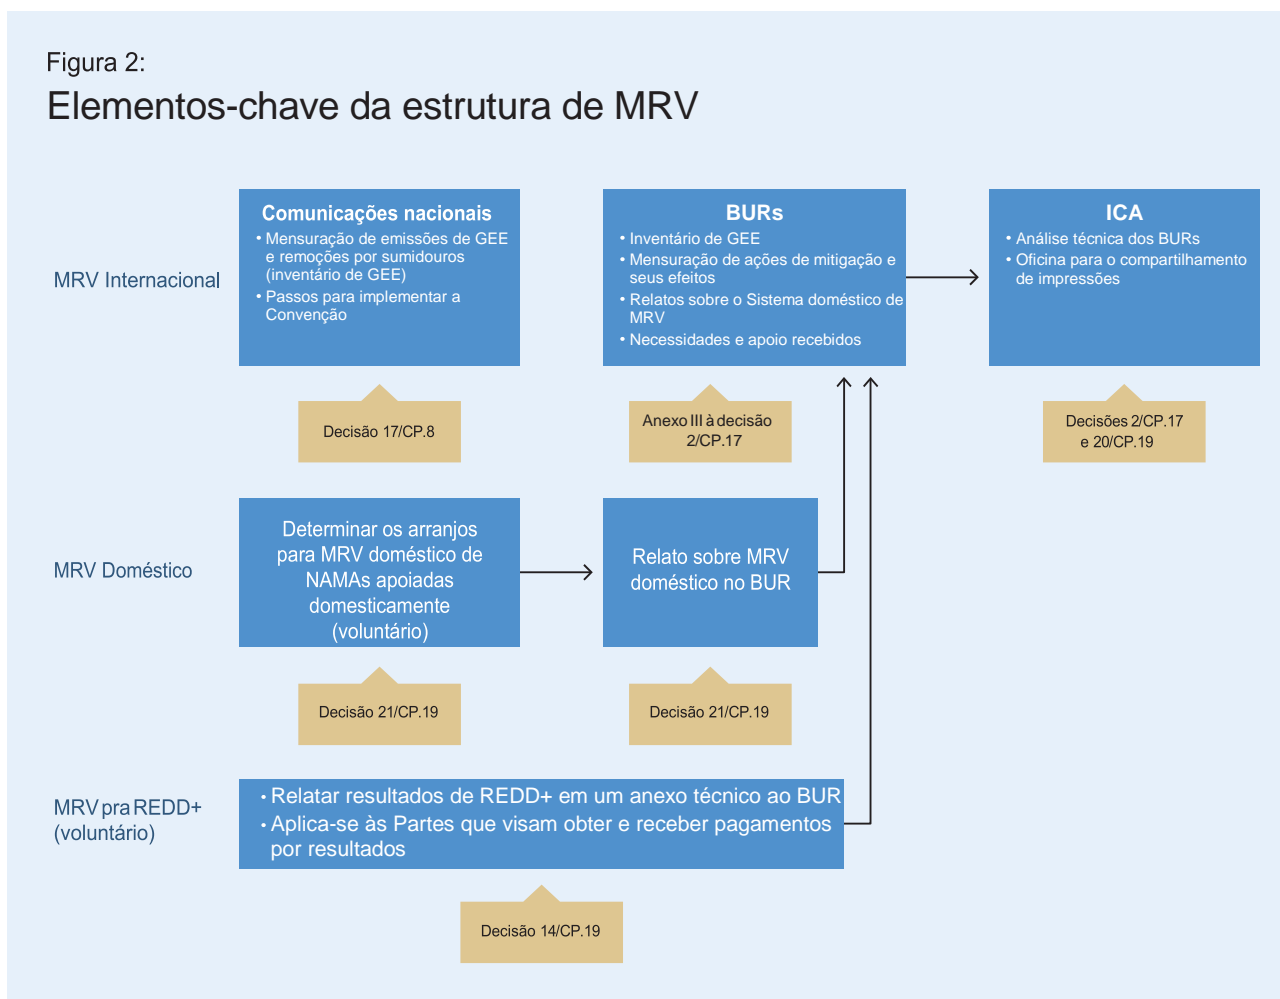 Figura 2:
Elementos-chave da estrutura de MRV
MRV Internacional
Comunicações nacionais
• Mensuração de emissões de GEE
e remoções por sumidouros
(inventário de GEE)
• Passos para implementar a
Convenção
BURs
• Inventário de GEE
• Mensuração de ações de mitigação e
seus efeitos
• Relatos sobre o Sistema doméstico de
MRV
• Necessidades e apoio recebidos
ICA
• Análise técnica dos BURs
• Oficina para o compartilhamento
de impressões
Decisão 17/CP.8
Anexo III à decisão
2/CP.17
Decisões 2/CP.17
e 20/CP.19
MRV Doméstico
Determinar os arranjos
para MRV doméstico de
NAMAs apoiadas
domesticamente
(voluntário)
Relato sobre MRV
doméstico no BUR
Decisão 21/CP.19
Decisão 21/CP.19
MRV pra REDD+
(voluntário)
• Relatar resultados de REDD+ em um anexo técnico ao BUR
• Aplica-se às Partes que visam obter e receber pagamentos
por resultados
Decisão 14/CP.19